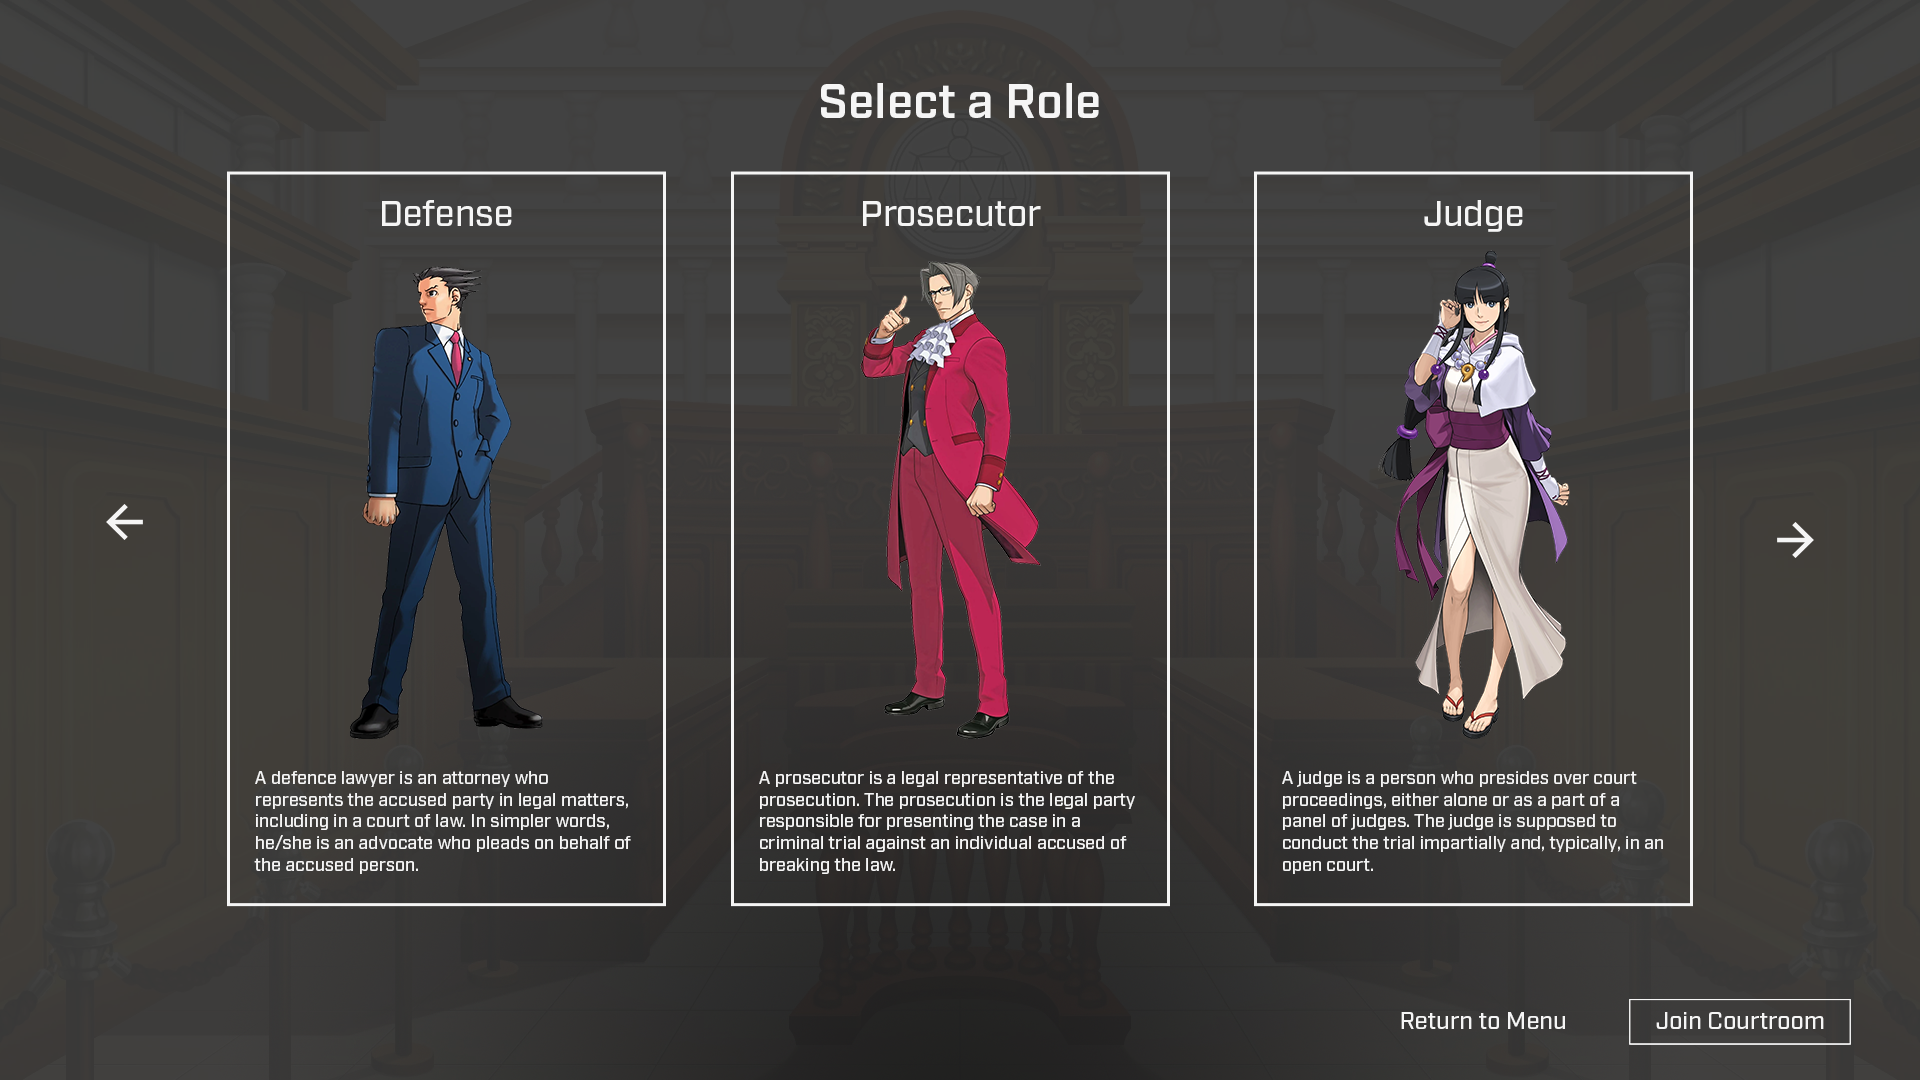 Select a Role
Defense
A defence lawyer is an attorney who
represents the accused party in legal matters,
including in a court of law. In simpler words,
he/she is an advocate who pleads on behalf of
the accused person.
Prosecutor
A prosecutor is a legal representative of the
prosecution. The prosecution is the legal party
responsible for presenting the case in a
criminal trial against an individual accused of
breaking the law.
Judge
A judge is a person who presides over court
proceedings, either alone or as a part of a
panel of judges. The judge is supposed to
conduct the trial impartially and, typically, in an
open court.
Return to Menu
Join Courtroom